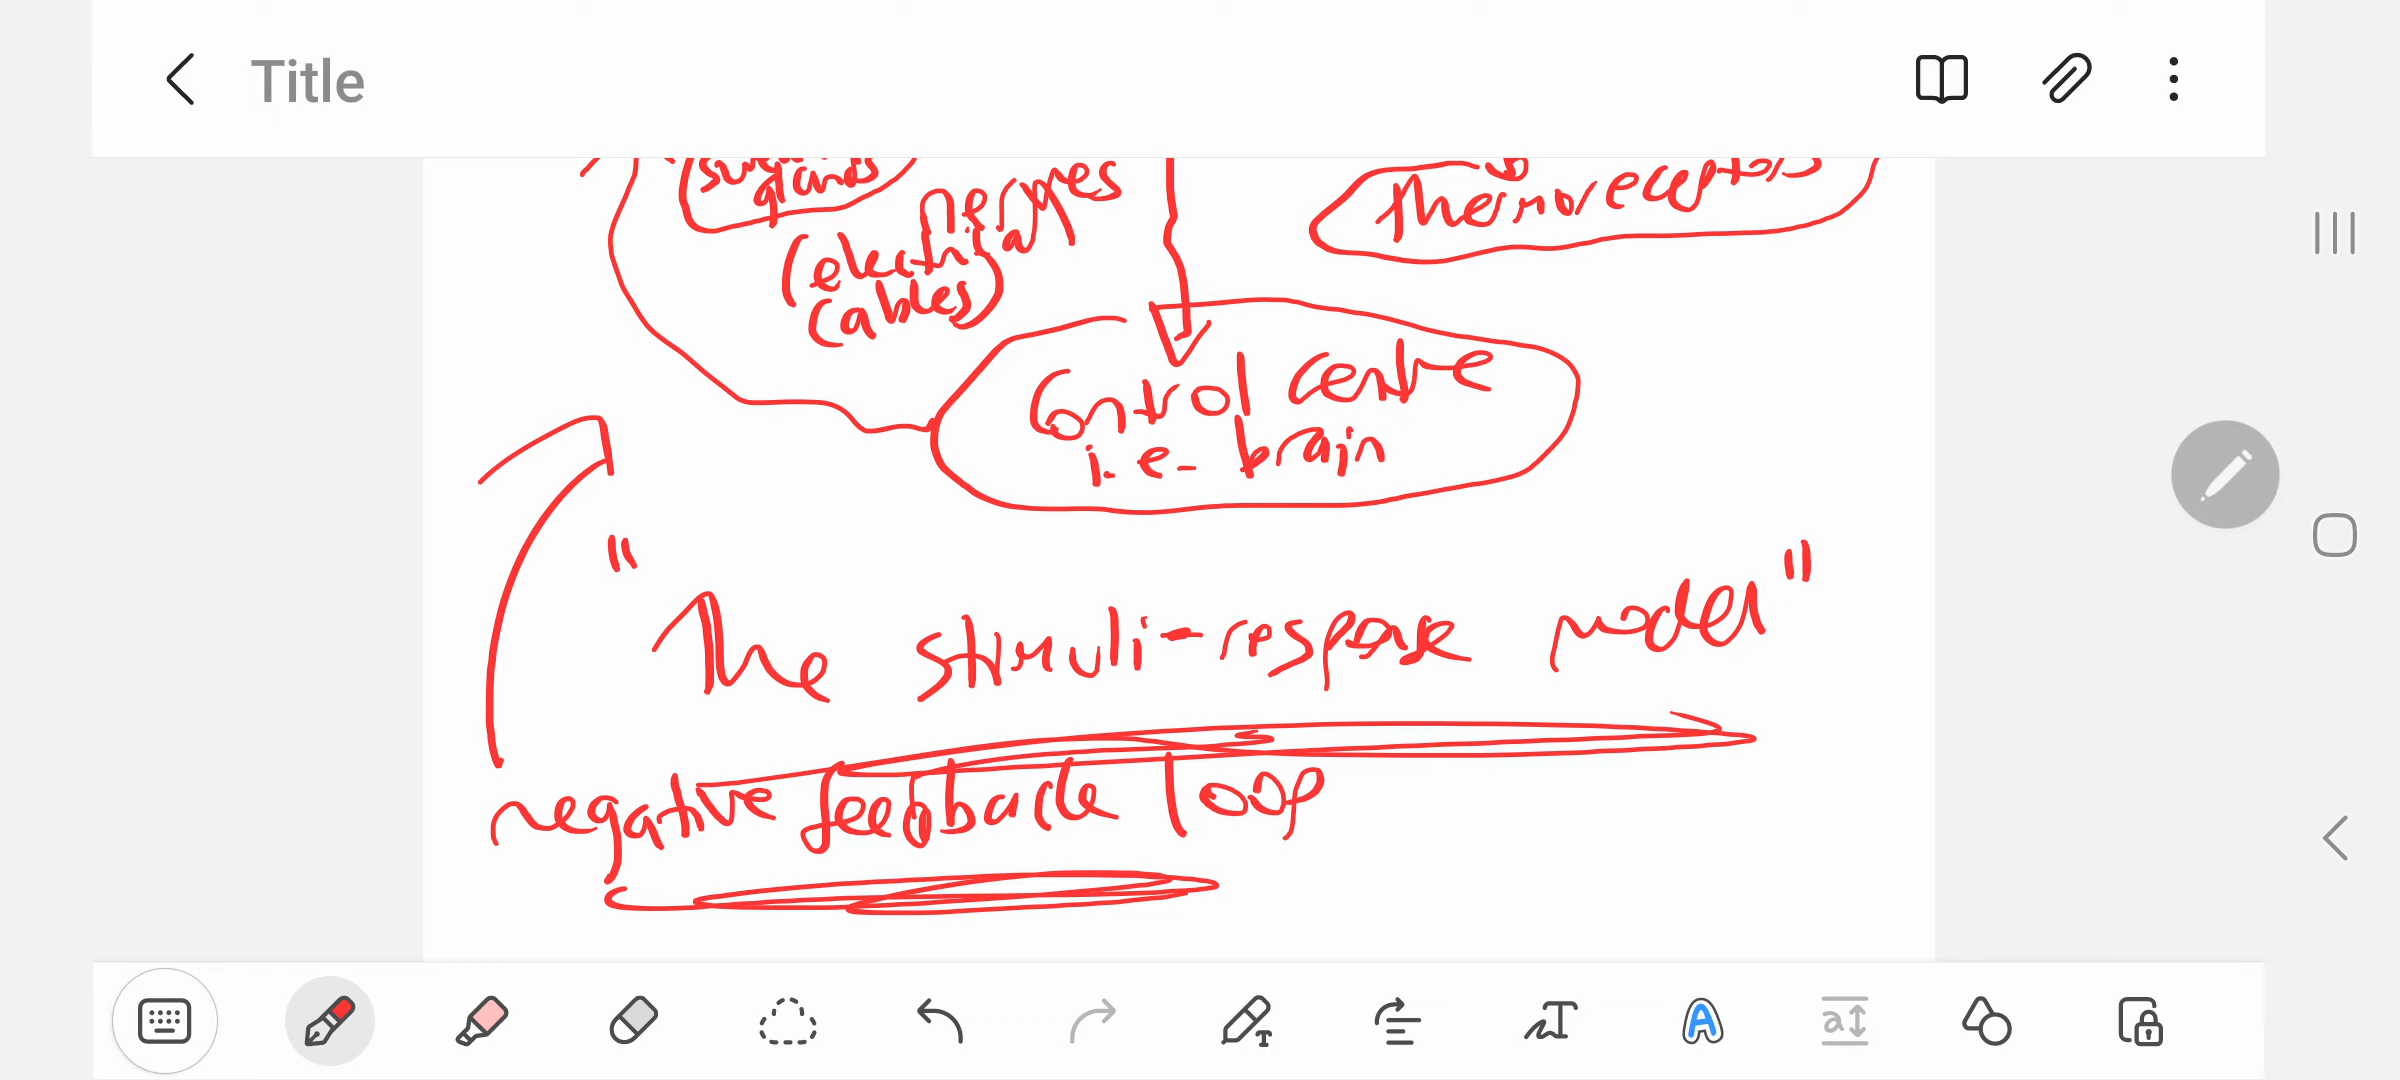 Title
glands
nerves
thermoreceptors
(electrical
cables)
Control centre
i.e. brain
"The stimuli-response model"
negative feedback loop